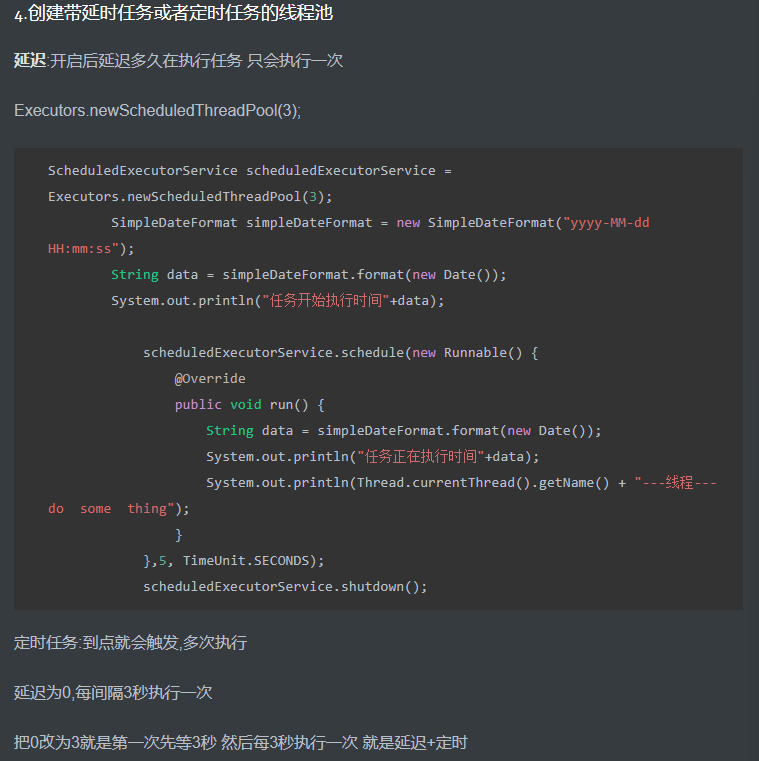 4.创建带延时任务或者定时任务的线程池
延迟:开启后延迟多久在执行任务 只会执行一次
Executors.newScheduledThreadPool(3);
ScheduledExecutorService scheduledExecutorService =
Executors.newScheduledThreadPool(3);
SimpleDateFormat simpleDateFormat = new SimpleDateFormat("yyyy-MM-dd
HH:mm:ss");
String data = simpleDateFormat.format(new Date());
System.out.println("任务开始执行时间"+data);
scheduledExecutorService.schedule(new Runnable() {
@Override
public void run() {
String data = simpleDateFormat.format(new Date());
System.out.println("任务正在执行时间"+data);
System.out.println(Thread.currentThread().getName() + "---线程---
do  some  thing");
}
},5, TimeUnit.SECONDS);
scheduledExecutorService.shutdown();
定时任务:到点就会触发,多次执行
延迟为0,每间隔3秒执行一次
把0改为3就是第一次先等3秒 然后每3秒执行一次 就是延迟+定时